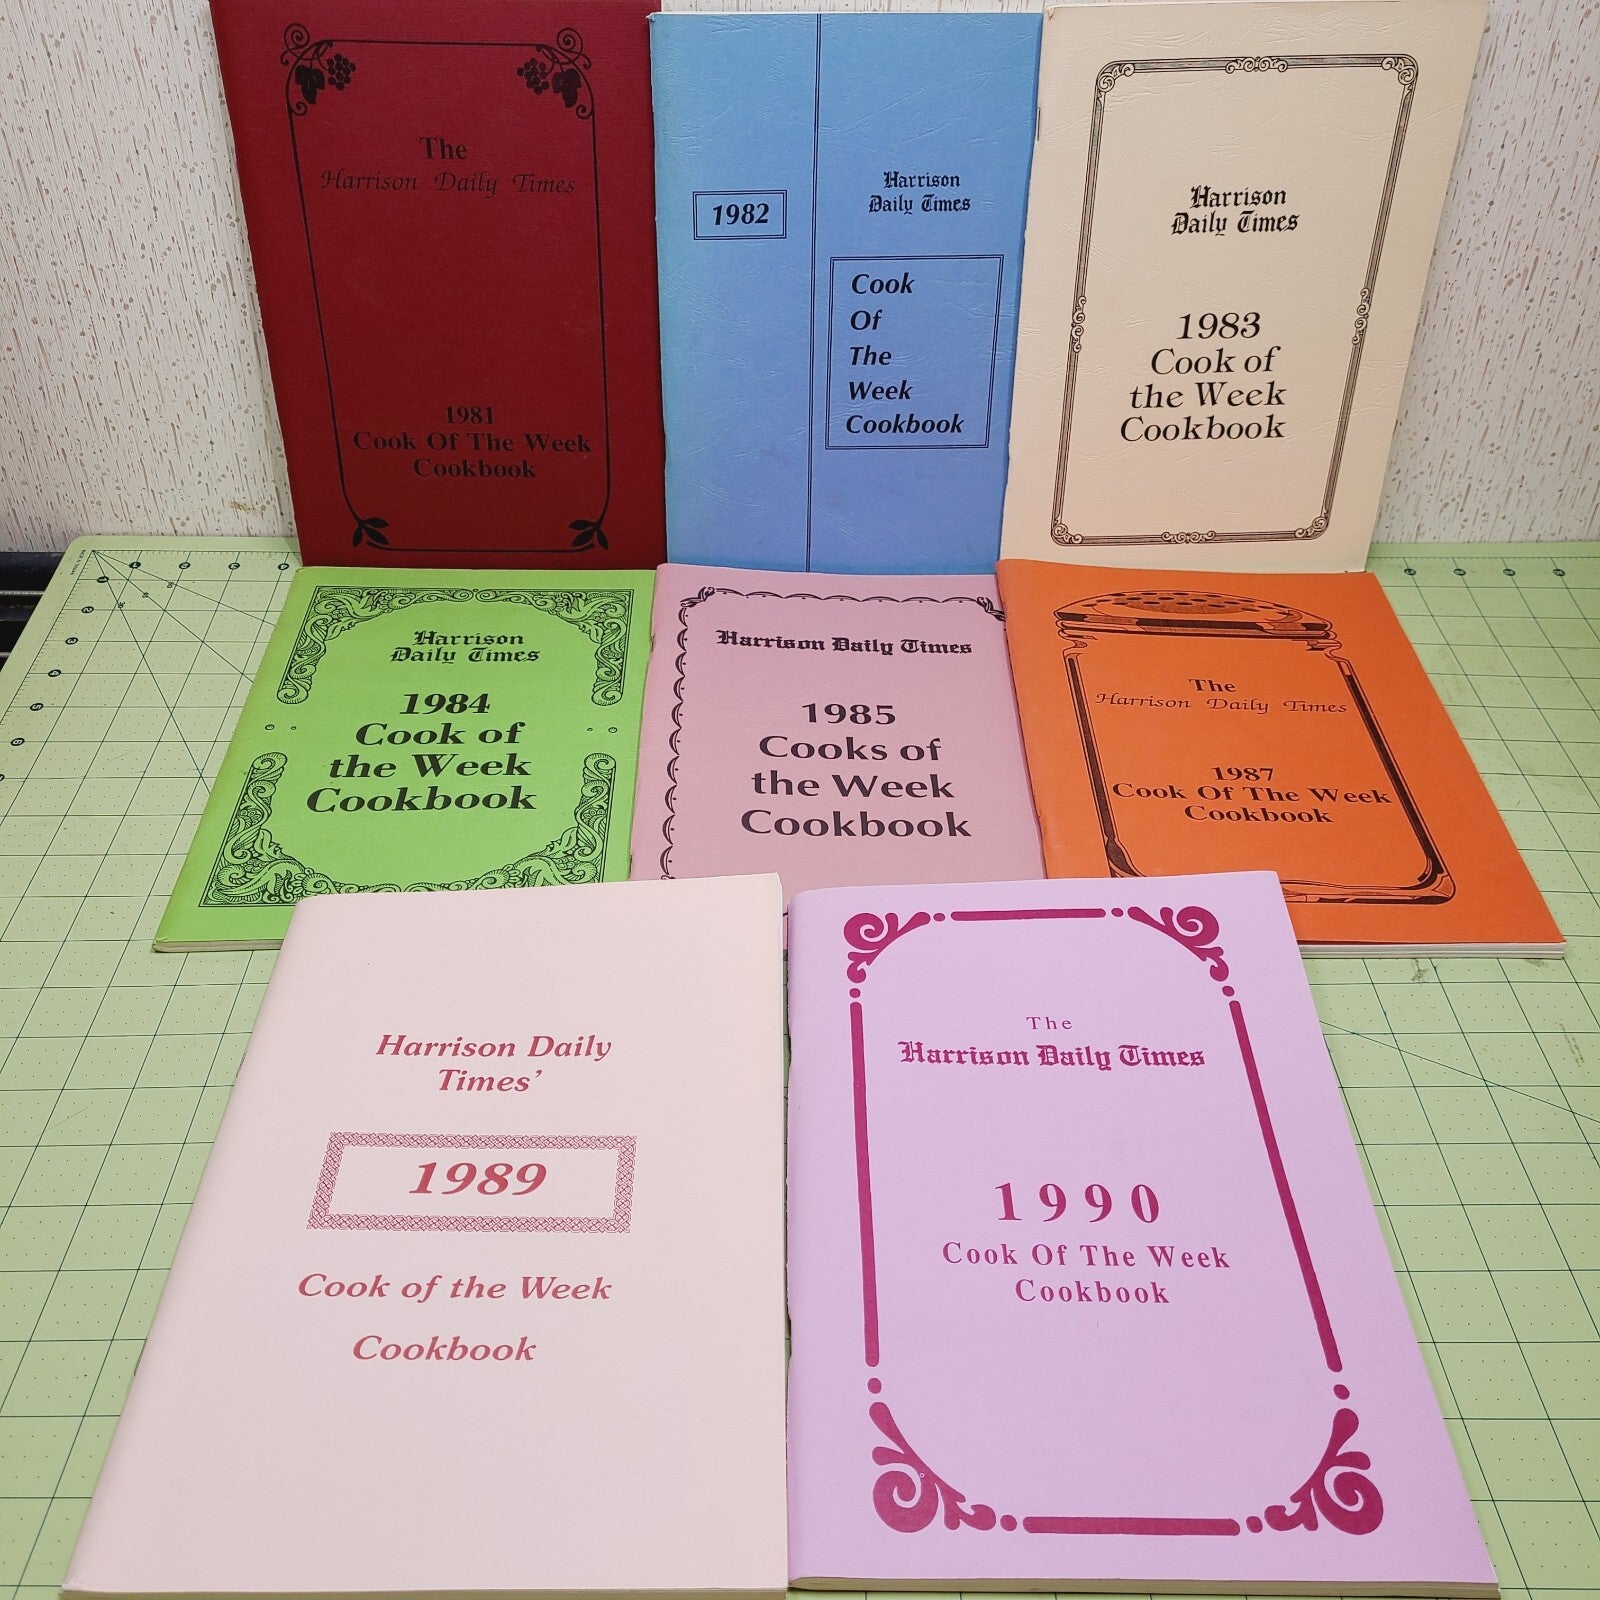 The
Harrison Daily Times
1981
Cook Of The Week
Cookbook
1982
Harrison
Daily Times
Cook
Of
The
Week
Cookbook
Harrison
Daily Times
1983
Cook of
the Week
Cookbook
Harrison
Daily Times
1984
Cook of
the Week
Cookbook
Harrison Daily Times
1985
Cooks of
the Week
Cookbook
The
Harrison Daily Times
1987
Cook Of The Week
Cookbook
Harrison Daily
Times'
1989
Cook of the Week
Cookbook
The
Harrison Daily Times
1990
Cook Of The Week
Cookbook